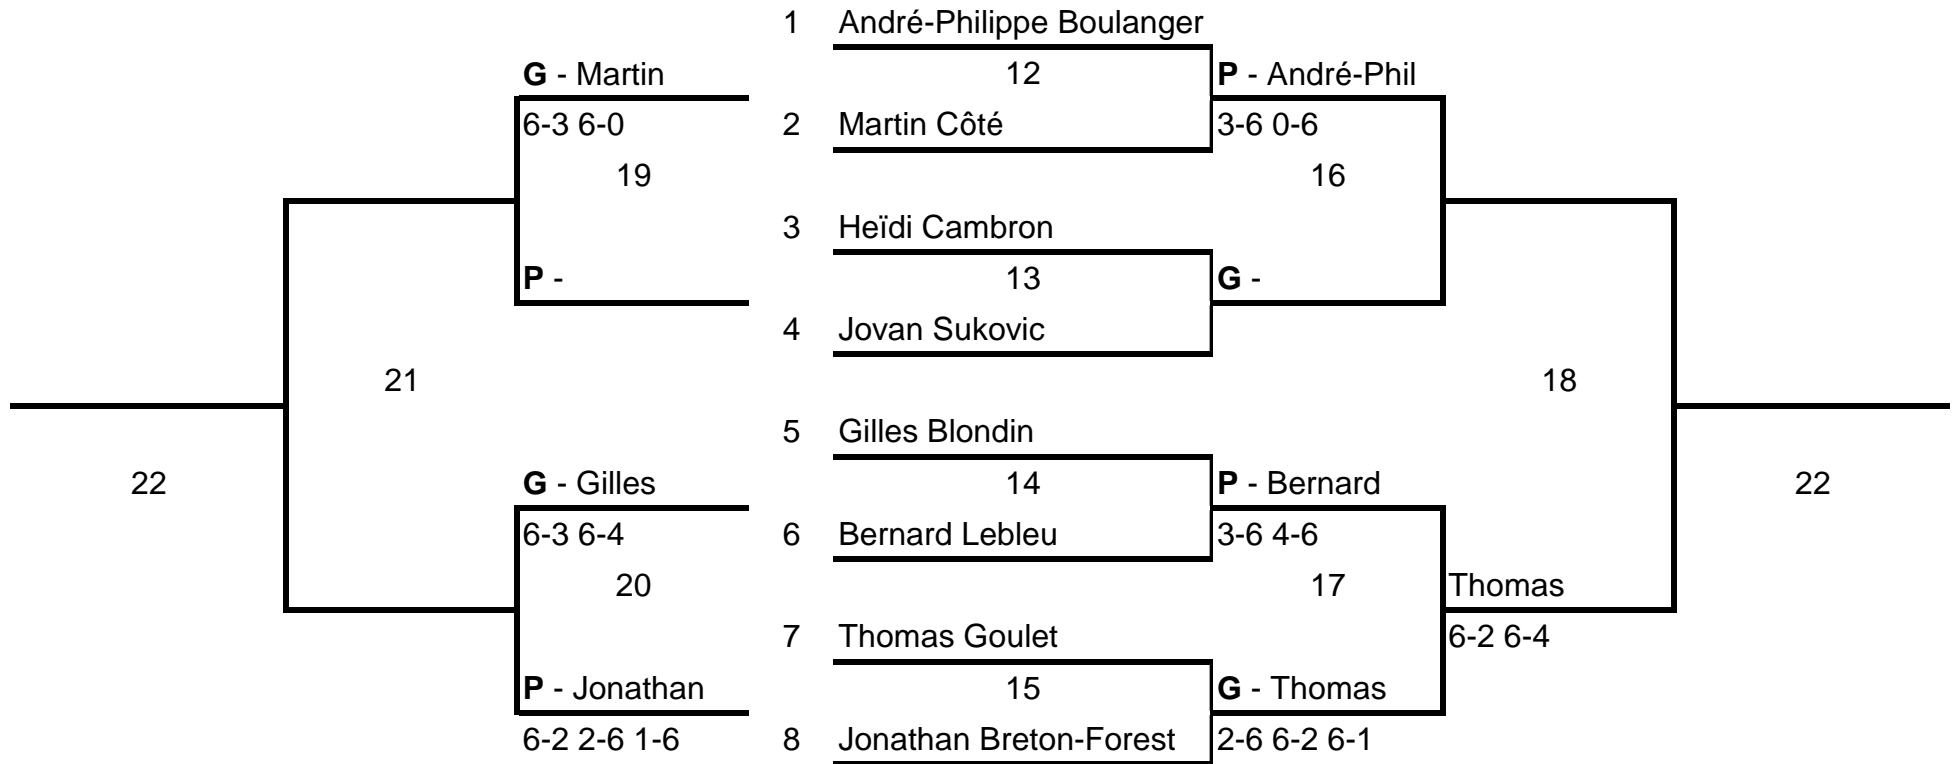 1 André-Philippe Boulanger
G - Martin 12 P - André-Phil
6-3 6-0 2 Martin Côté 3-6 0-6
19 16
3 Heïdi Cambron
P - 13 G -
4 Jovan Sukovic
21 18
5 Gilles Blondin
22 G - Gilles 14 P - Bernard 22
6-3 6-4 6 Bernard Lebleu 3-6 4-6
20 17 Thomas
7 Thomas Goulet 6-2 6-4
P - Jonathan 15 G - Thomas
6-2 2-6 1-6 8 Jonathan Breton-Forest 2-6 6-2 6-1